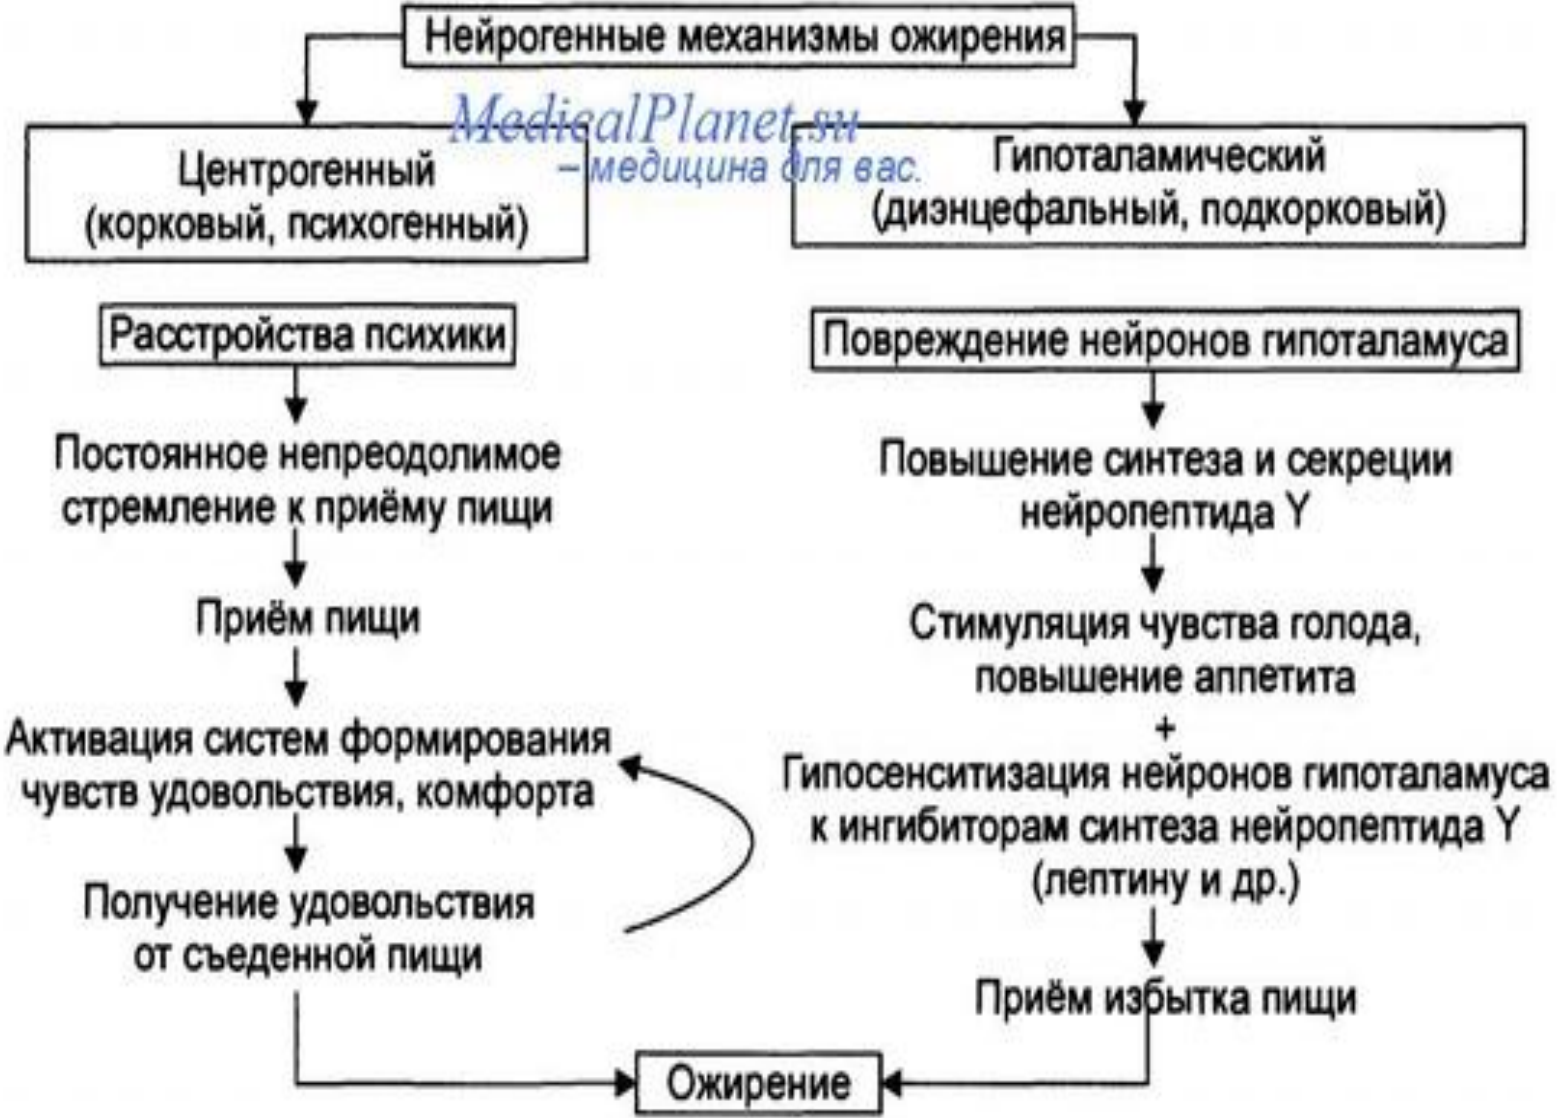 Нейрогенные механизмы ожирения
MedicalPlanet.su
– медицина для вас.
Центрогенный
(корковый, психогенный)
Расстройства психики
Постоянное непреодолимое
стремление к приёму пищи
Приём пищи
Активация систем формирования
чувств удовольствия, комфорта
Получение удовольствия
от съеденной пищи
Гипоталамический
(диэнцефальный, подкорковый)
Повреждение нейронов гипоталамуса
Повышение синтеза и секреции
нейропептида Y
Стимуляция чувства голода,
повышение аппетита
+
Гипосенситизация нейронов гипоталамуса
к ингибиторам синтеза нейропептида Y
(лептину и др.)
Приём избытка пищи
Ожирение